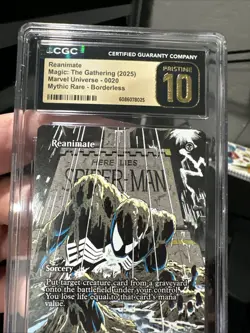 CGC
CERTIFIED GUARANTY COMPANY
Reanimate
Magic: The Gathering (2025)
Marvel Universe - 0020
Mythic Rare - Borderless
PRISTINE
10
Reanimate
HERE LIES
SPIDER-MAN
Sorcery
Put target creature card from a graveyard
onto the battlefield under your control.
You lose life equal to that card's mana
value.